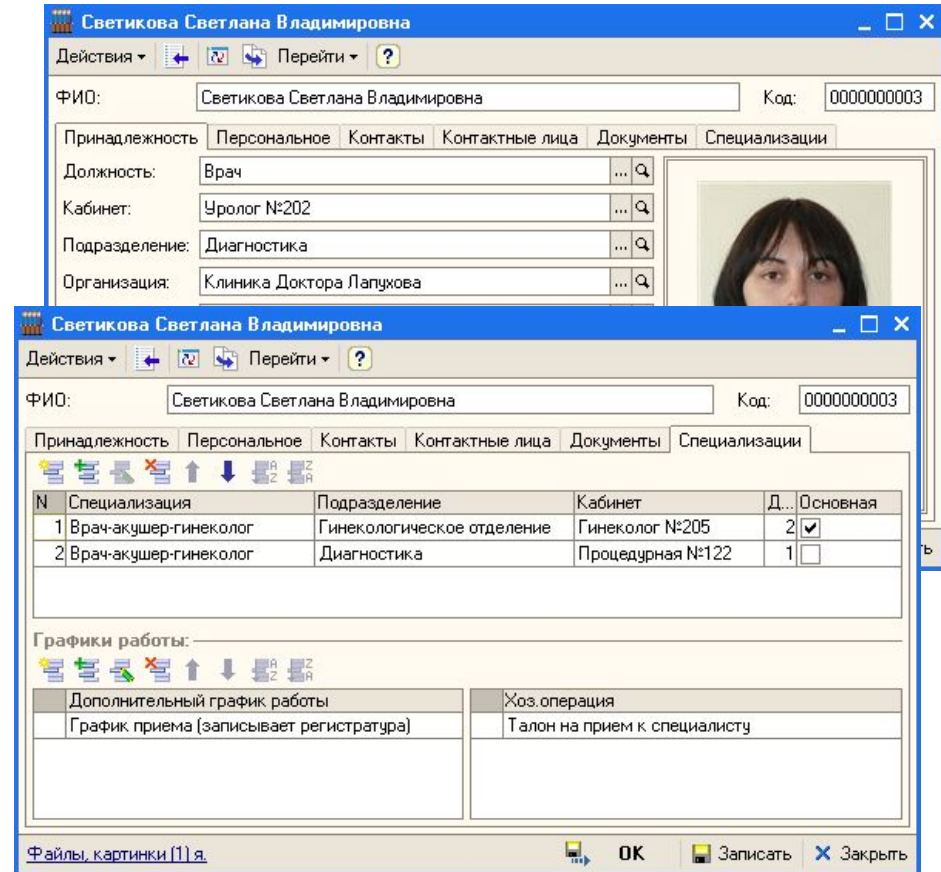 Светикова Светлана Владимировна
Действия Перейти ?
ФИО: Светикова Светлана Владимировна Код: 0000000003
Принадлежность Персональное Контакты Контактные лица Документы Специализации
Должность: Врач ...
Кабинет: Уролог №202 ...
Подразделение: Диагностика ...
Организация: Клиника Доктора Лапухова ...
Светикова Светлана Владимировна
Действия Перейти ?
ФИО: Светикова Светлана Владимировна Код: 0000000003
Принадлежность Персональное Контакты Контактные лица Документы Специализации
N Специализация Подразделение Кабинет Д... Основная
1 Врач-акушер-гинеколог Гинекологическое отделение Гинеколог №205 2
2 Врач-акушер-гинеколог Диагностика Процедурная №122 1
ть
Графики работы:
Дополнительный график работы Хоз.операция
График приема (записывает регистратура) Талон на прием к специалисту
Файлы, картинки (1) я. OK Записать Закрыть